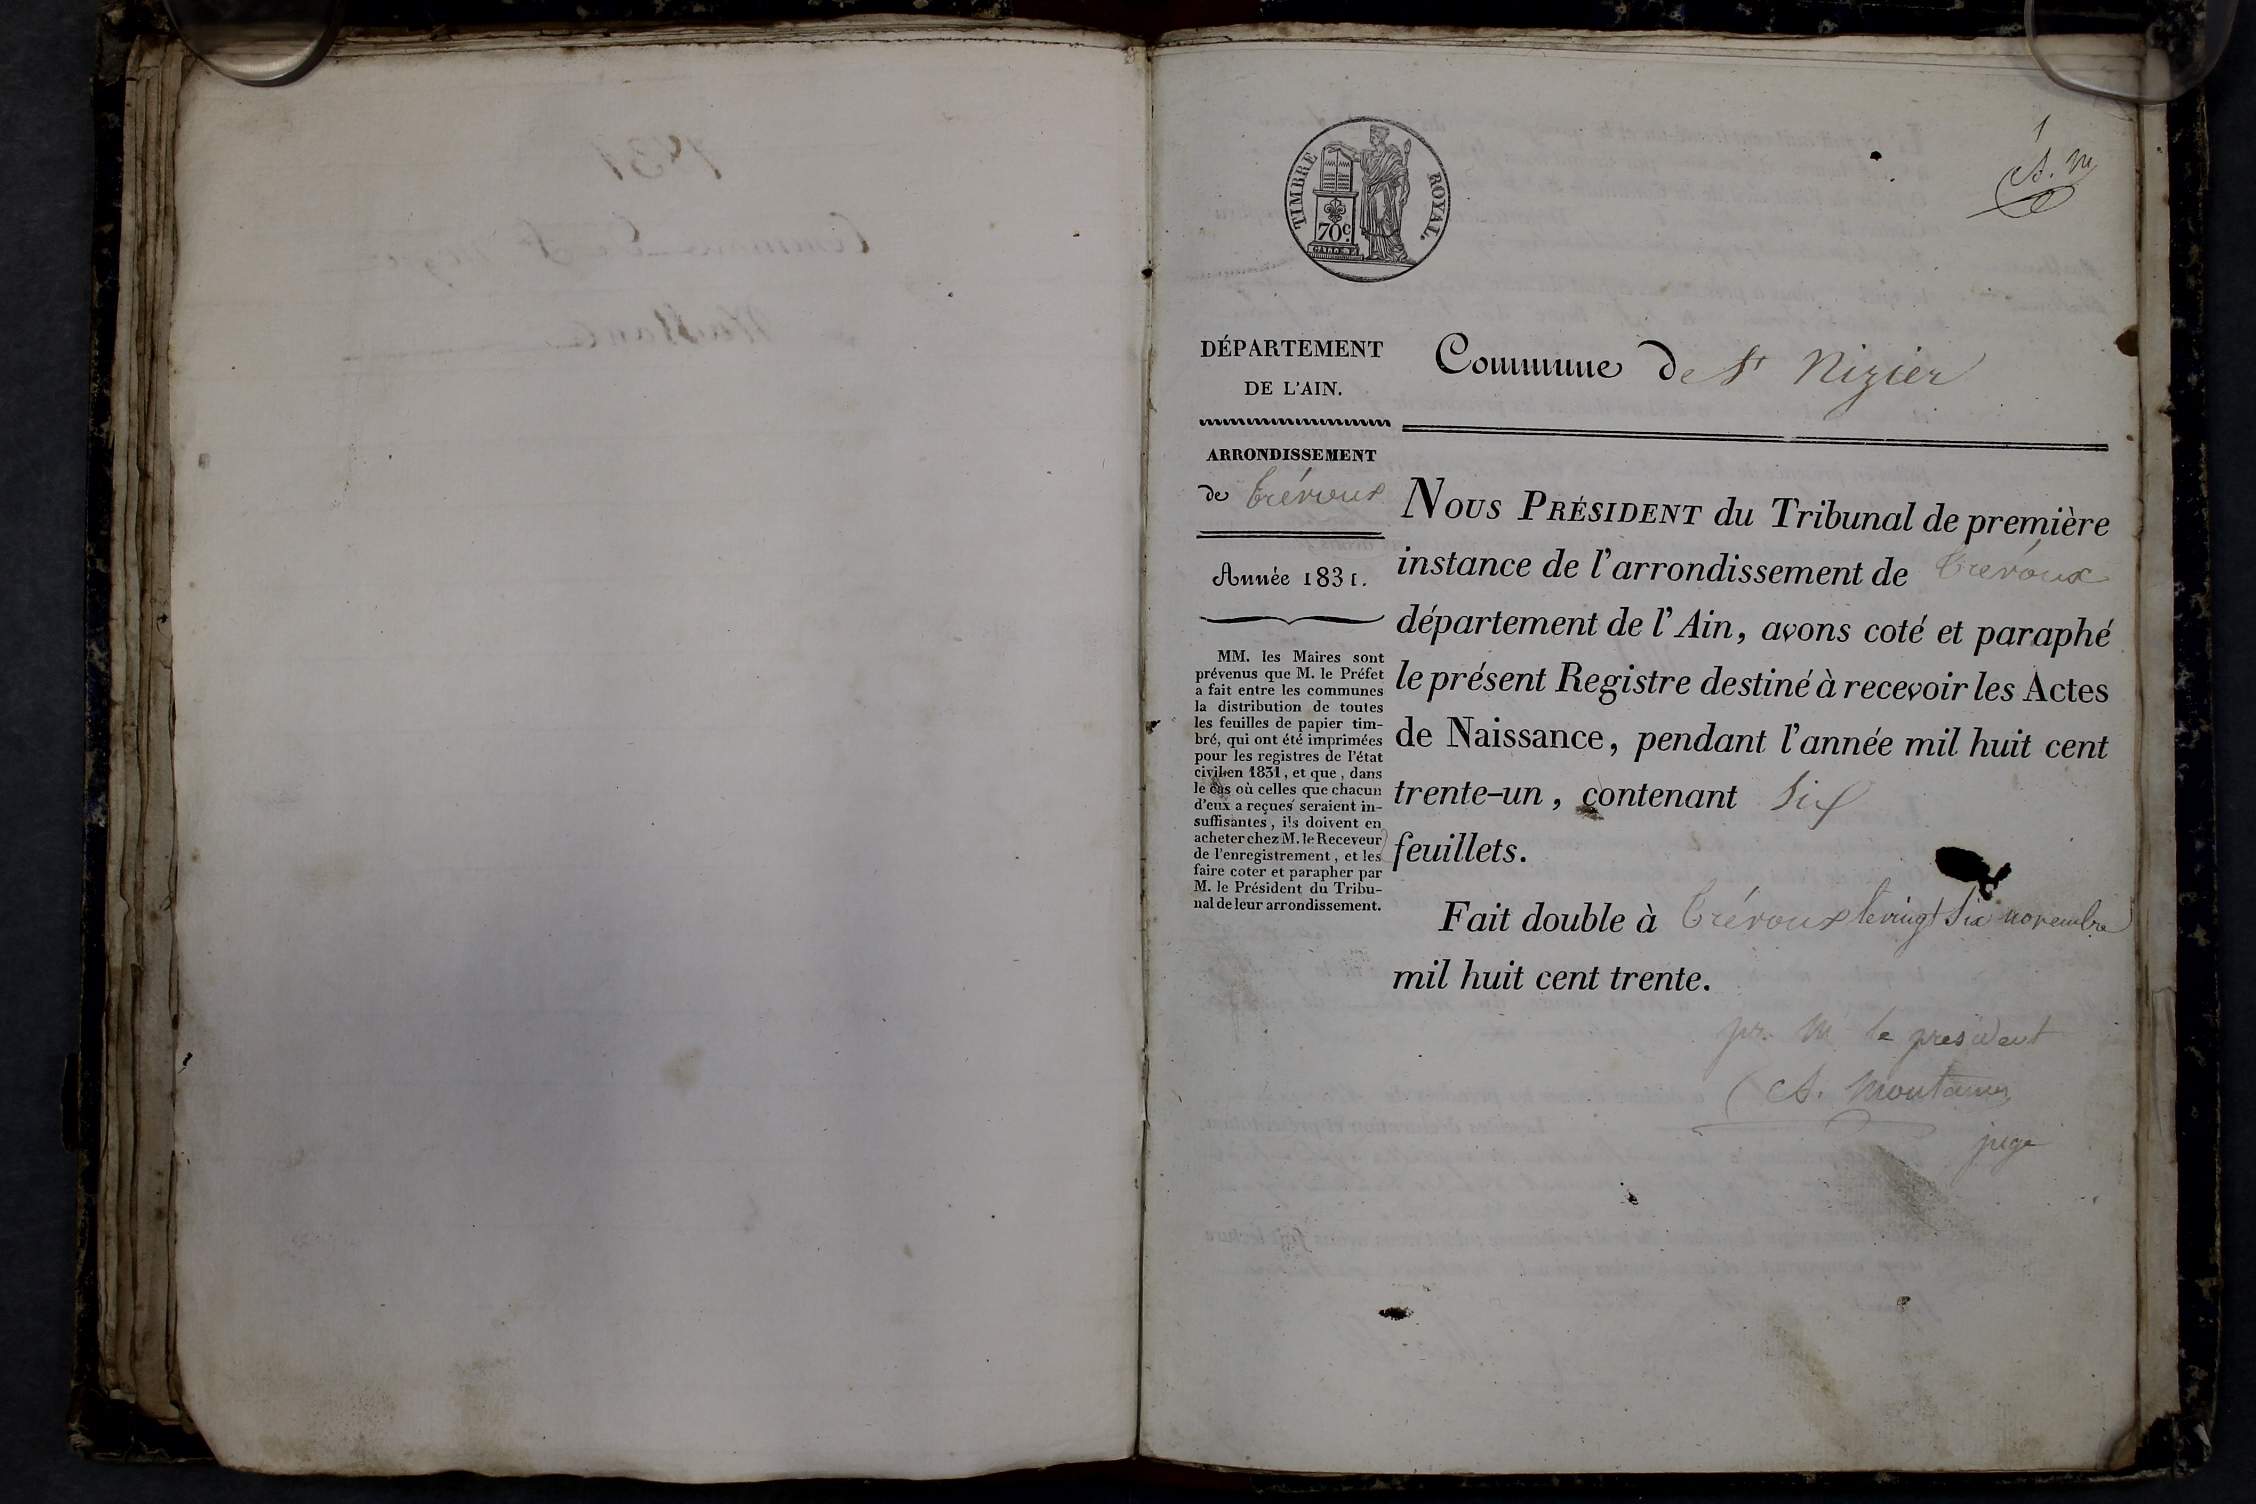 1831
Commune de St Nizier
Naissance
1
A. M
TIMBRE ROYAL.
70c
DÉPARTEMENT
DE L'AIN.
ARRONDISSEMENT
de Trévoux
Année 1831.
MM. les Maires sont
prévenus que M. le Préfet
a fait entre les communes
la distribution de toutes
les feuilles de papier tim-
bré, qui ont été imprimées
pour les registres de l'état
civil en 1831, et que, dans
le cas où celles que chacun
d'eux a reçues seraient in-
suffisantes, ils doivent en
acheter chez M. le Receveur
de l'enregistrement, et les
faire coter et parapher par
M. le Président du Tribu-
nal de leur arrondissement.
Commune de St Nizier
NOUS PRÉSIDENT du Tribunal de première
instance de l'arrondissement de Trévoux
département de l'Ain, avons coté et paraphé
le présent Registre destiné à recevoir les Actes
de Naissance, pendant l'année mil huit cent
trente-un, contenant Six
feuillets.
Fait double à Trévoux le vingt six novembre
mil huit cent trente.
pr. M le president
A.
juge